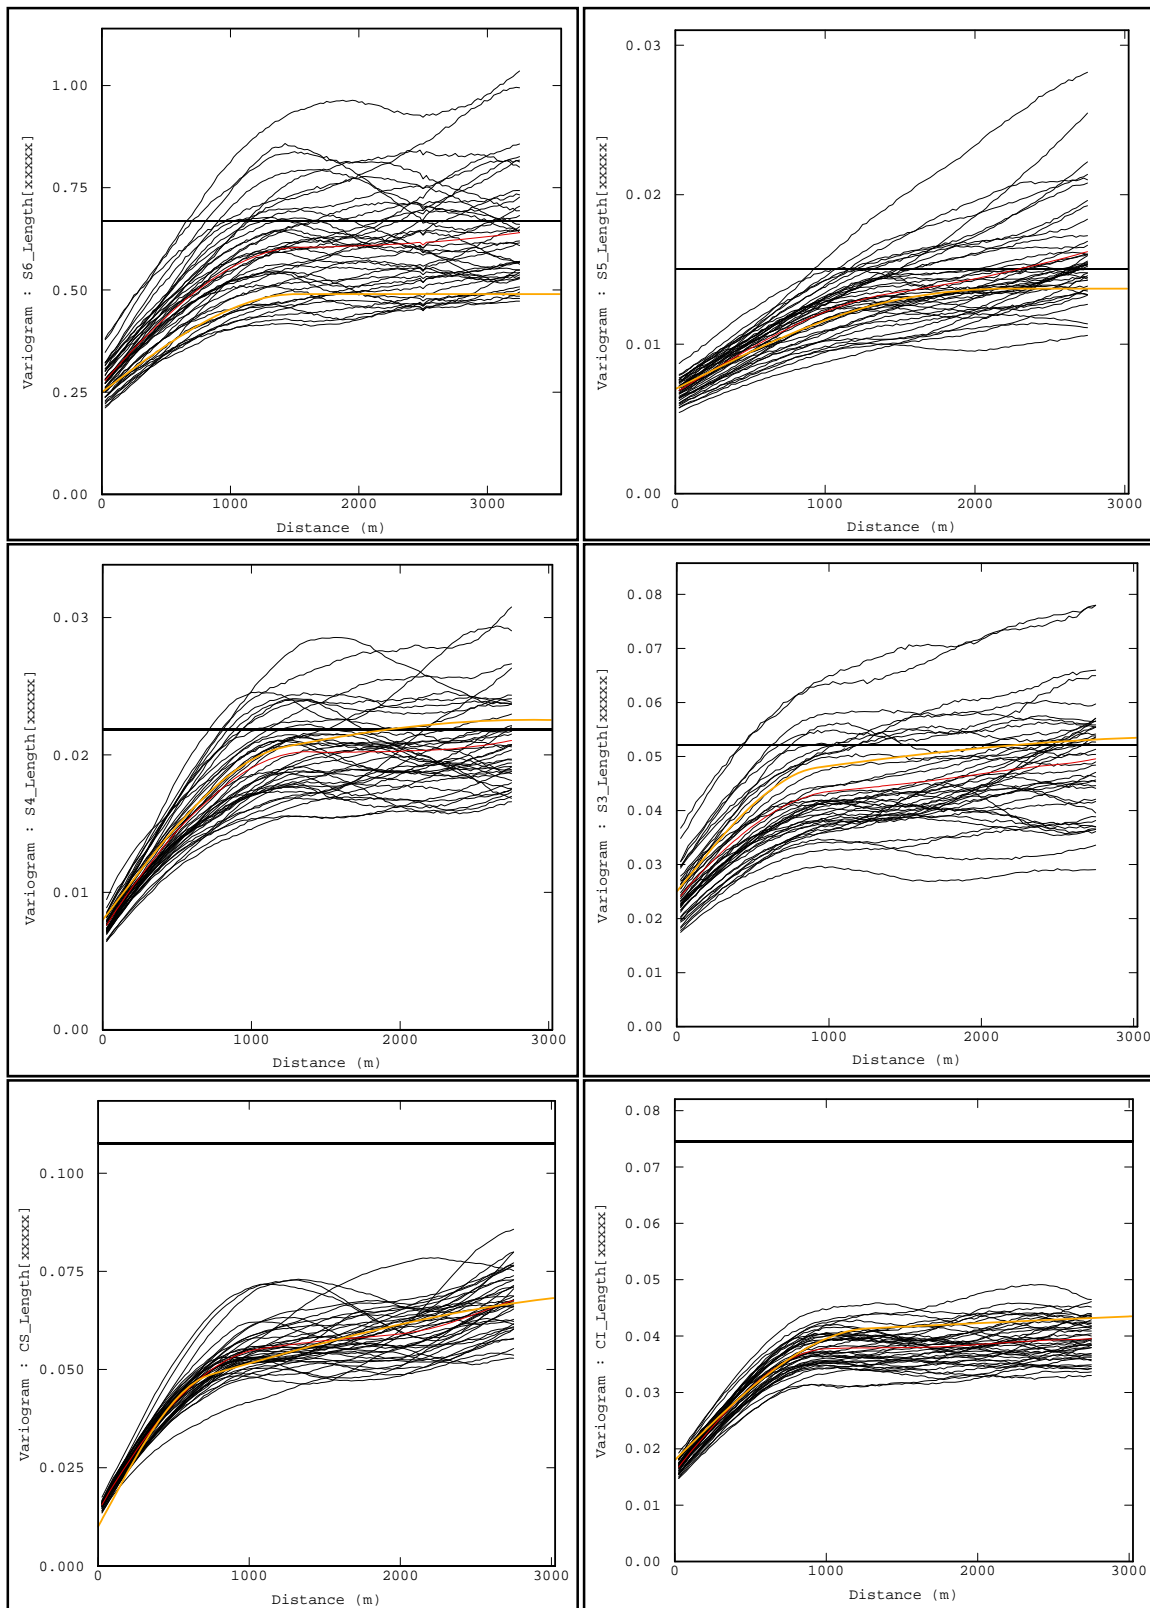 1.00
0.75
0.50
0.25
0.00
Variogram : S6_Length[xxxxx]
0 1000 2000 3000
Distance (m)
0.03
0.02
0.01
0.00
Variogram : S5_Length[xxxxx]
0 1000 2000 3000
Distance (m)
0.03
0.02
0.01
0.00
Variogram : S4_Length[xxxxx]
0 1000 2000 3000
Distance (m)
0.08
0.07
0.06
0.05
0.04
0.03
0.02
0.01
0.00
Variogram : S3_Length[xxxxx]
0 1000 2000 3000
Distance (m)
0.100
0.075
0.050
0.025
0.000
Variogram : CS_Length[xxxxx]
0 1000 2000 3000
Distance (m)
0.08
0.07
0.06
0.05
0.04
0.03
0.02
0.01
0.00
Variogram : CI_Length[xxxxx]
0 1000 2000 3000
Distance (m)